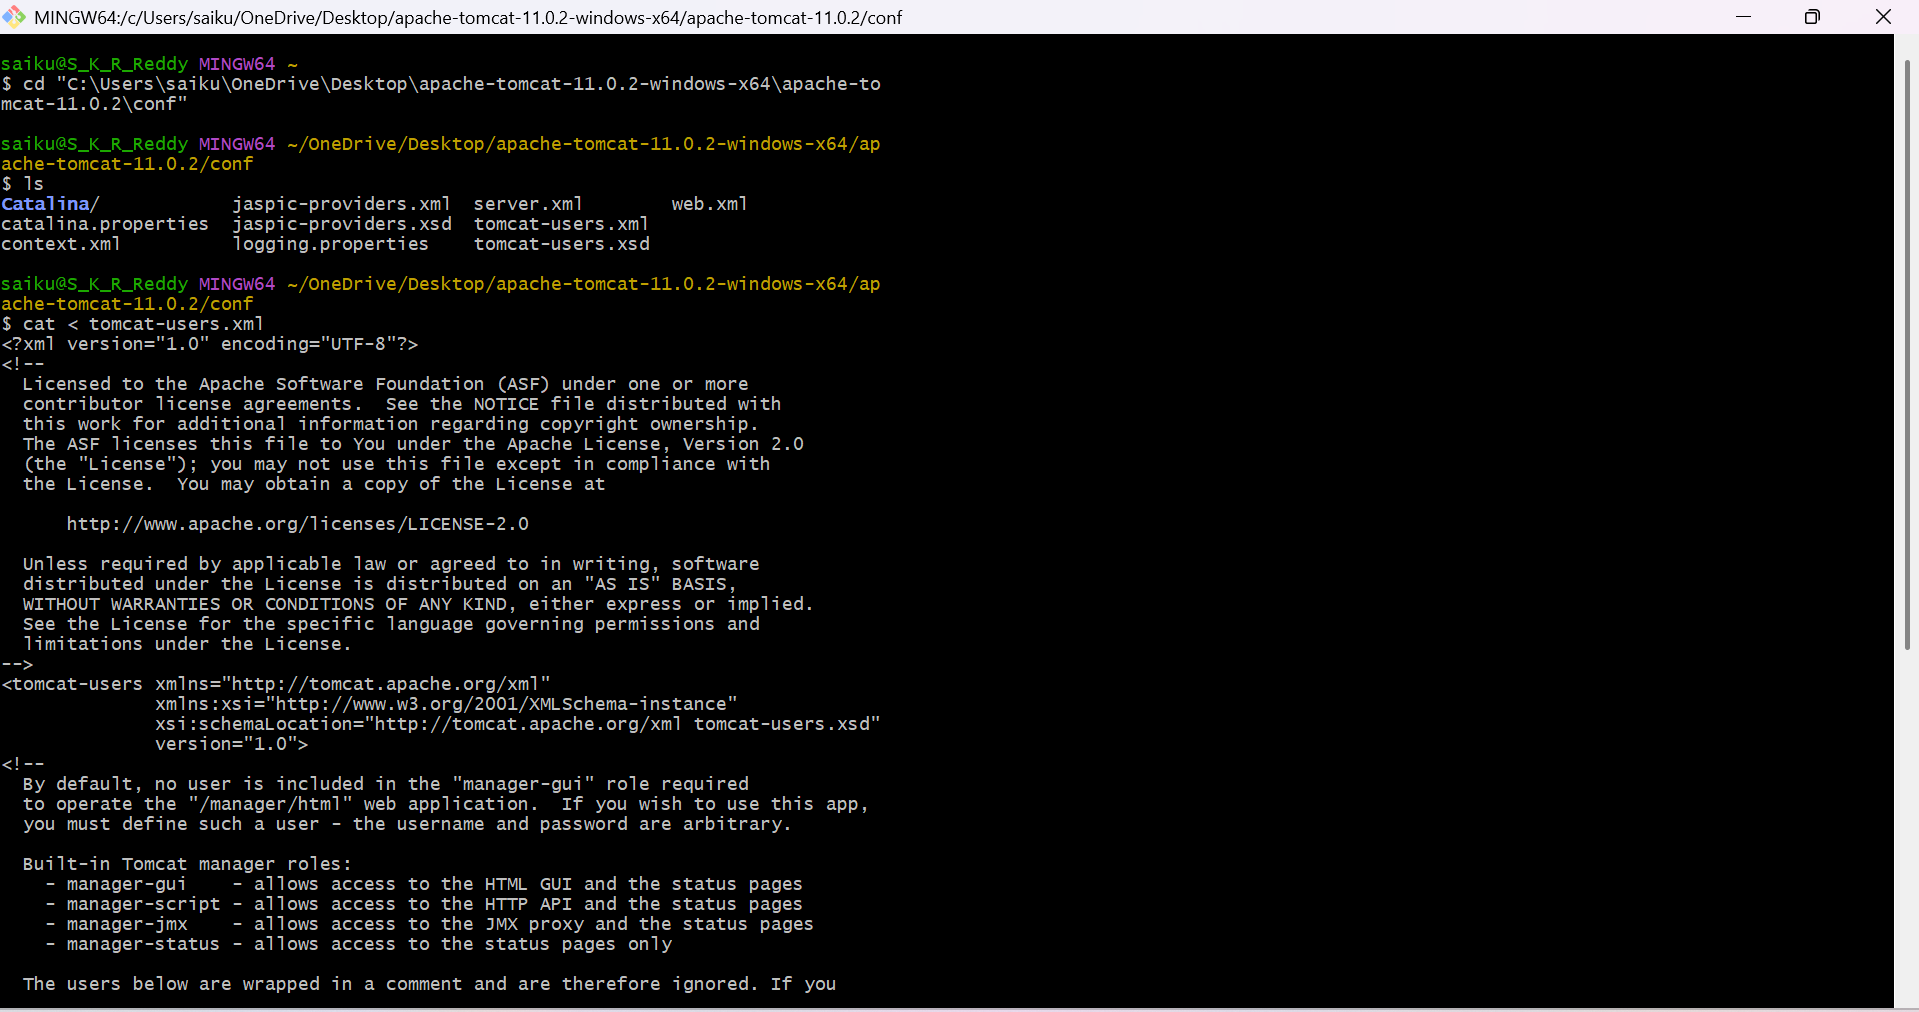 MINGW64:/c/Users/saiku/OneDrive/Desktop/apache-tomcat-11.0.2-windows-x64/apache-tomcat-11.0.2/conf
saiku@S_K_R_Reddy MINGW64 ~
$ cd "C:\Users\saiku\OneDrive\Desktop\apache-tomcat-11.0.2-windows-x64\apache-to
mcat-11.0.2\conf"
saiku@S_K_R_Reddy MINGW64 ~/OneDrive/Desktop/apache-tomcat-11.0.2-windows-x64/ap
ache-tomcat-11.0.2/conf
$ ls
Catalina/            jaspic-providers.xml  server.xml        web.xml
catalina.properties  jaspic-providers.xsd  tomcat-users.xml
context.xml          logging.properties    tomcat-users.xsd
saiku@S_K_R_Reddy MINGW64 ~/OneDrive/Desktop/apache-tomcat-11.0.2-windows-x64/ap
ache-tomcat-11.0.2/conf
$ cat < tomcat-users.xml
<?xml version="1.0" encoding="UTF-8"?>
<!--
  Licensed to the Apache Software Foundation (ASF) under one or more
  contributor license agreements.  See the NOTICE file distributed with
  this work for additional information regarding copyright ownership.
  The ASF licenses this file to You under the Apache License, Version 2.0
  (the "License"); you may not use this file except in compliance with
  the License.  You may obtain a copy of the License at
      http://www.apache.org/licenses/LICENSE-2.0
  Unless required by applicable law or agreed to in writing, software
  distributed under the License is distributed on an "AS IS" BASIS,
  WITHOUT WARRANTIES OR CONDITIONS OF ANY KIND, either express or implied.
  See the License for the specific language governing permissions and
  limitations under the License.
-->
<tomcat-users xmlns="http://tomcat.apache.org/xml"
              xmlns:xsi="http://www.w3.org/2001/XMLSchema-instance"
              xsi:schemaLocation="http://tomcat.apache.org/xml tomcat-users.xsd"
              version="1.0">
<!--
  By default, no user is included in the "manager-gui" role required
  to operate the "/manager/html" web application.  If you wish to use this app,
  you must define such a user - the username and password are arbitrary.
  Built-in Tomcat manager roles:
    - manager-gui    - allows access to the HTML GUI and the status pages
    - manager-script - allows access to the HTTP API and the status pages
    - manager-jmx    - allows access to the JMX proxy and the status pages
    - manager-status - allows access to the status pages only
  The users below are wrapped in a comment and are therefore ignored. If you